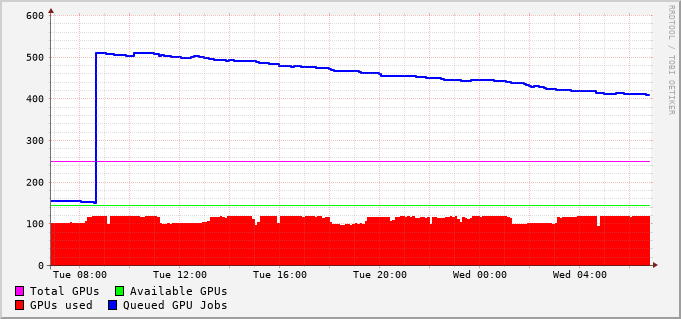 600
500
400
300
200
100
0
Tue 08:00 Tue 12:00 Tue 16:00 Tue 20:00 Wed 00:00 Wed 04:00
Total GPUs Available GPUs
GPUs used Queued GPU Jobs
RRDTOOL / TOBI OETIKER